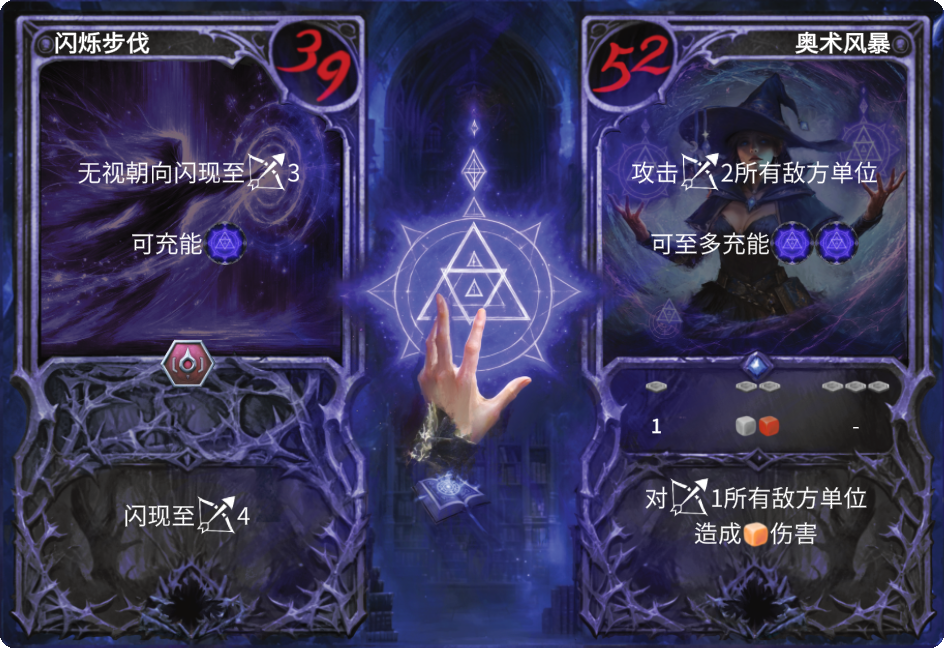 闪烁步伐
39
无视朝向闪现至3
可充能
闪现至4
52
奥术风暴
攻击2所有敌方单位
可至多充能
1
-
对1所有敌方单位
造成伤害